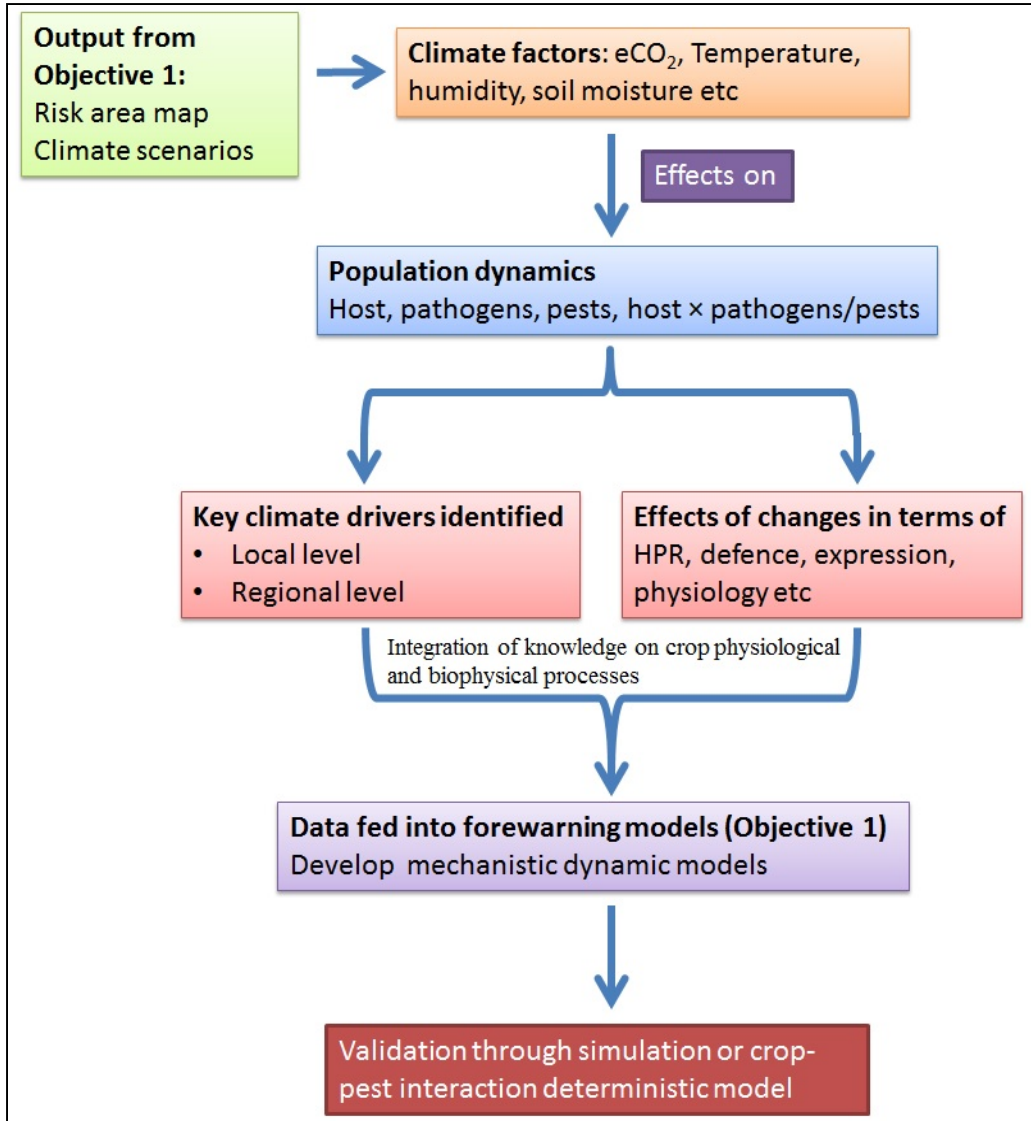 Output from
Objective 1:
Risk area map
Climate scenarios
Climate factors: eCO₂, Temperature,
humidity, soil moisture etc
Effects on
Population dynamics
Host, pathogens, pests, host × pathogens/pests
Key climate drivers identified
• Local level
• Regional level
Effects of changes in terms of
HPR, defence, expression,
physiology etc
Integration of knowledge on crop physiological
and biophysical processes
Data fed into forewarning models (Objective 1)
Develop mechanistic dynamic models
Validation through simulation or crop-
pest interaction deterministic model